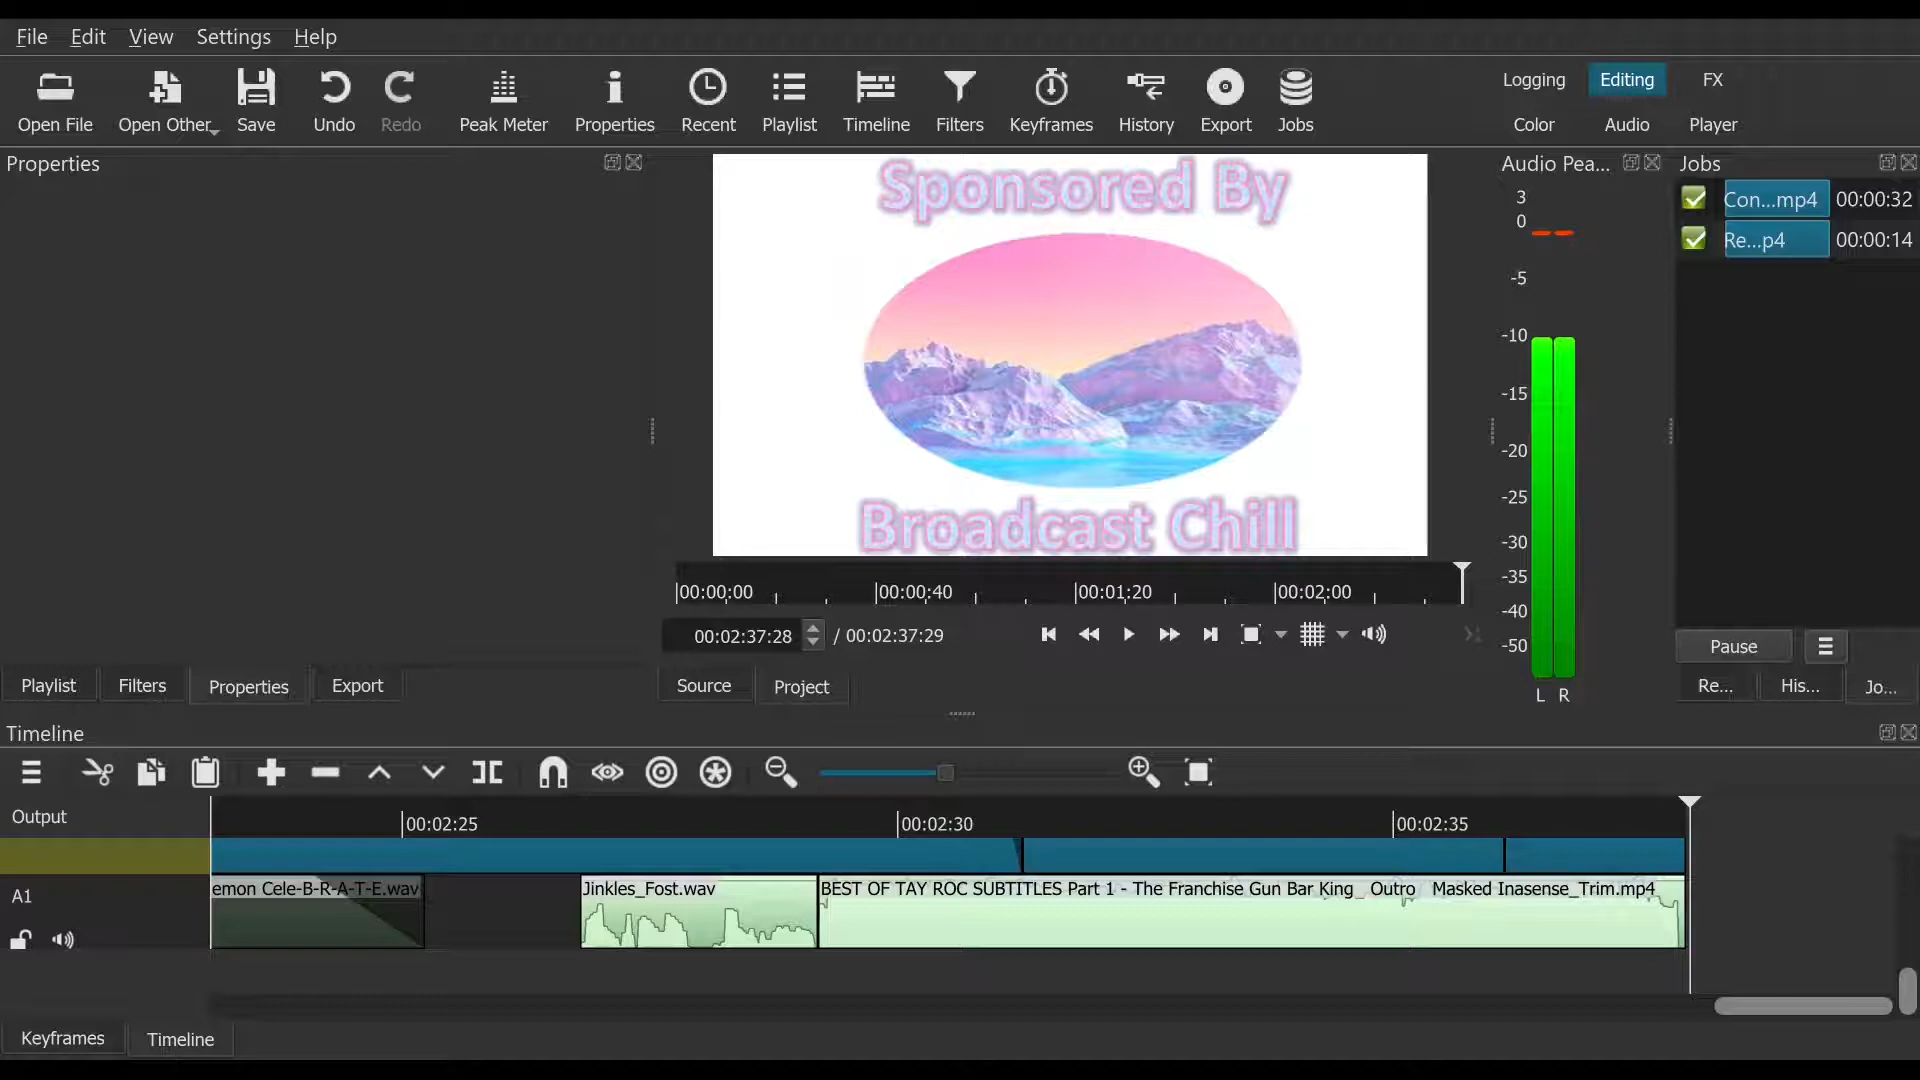 File Edit View Settings Help
Open File Open Other Save Undo Redo Peak Meter Properties Recent Playlist Timeline Filters Keyframes History Export Jobs
Logging Editing FX
Color Audio Player
Properties
Audio Pea...
Jobs
Sponsored By
Broadcast Chill
3
0
-5
-10
-15
-20
-25
-30
-35
-40
-50
L R
Con...mp4 00:00:32
Re...p4 00:00:14
00:00:00 00:00:40 00:01:20 00:02:00
00:02:37:28 / 00:02:37:29
Pause
Playlist Filters Properties Export
Source Project
Re... His... Jo...
Timeline
Output
00:02:25 00:02:30 00:02:35
A1
emon Cele-B-R-A-T-E.wav
Jinkles_Fost.wav
BEST OF TAY ROC SUBTITLES Part 1 - The Franchise Gun Bar King_ Outro Masked Inasense_Trim.mp4
Keyframes Timeline